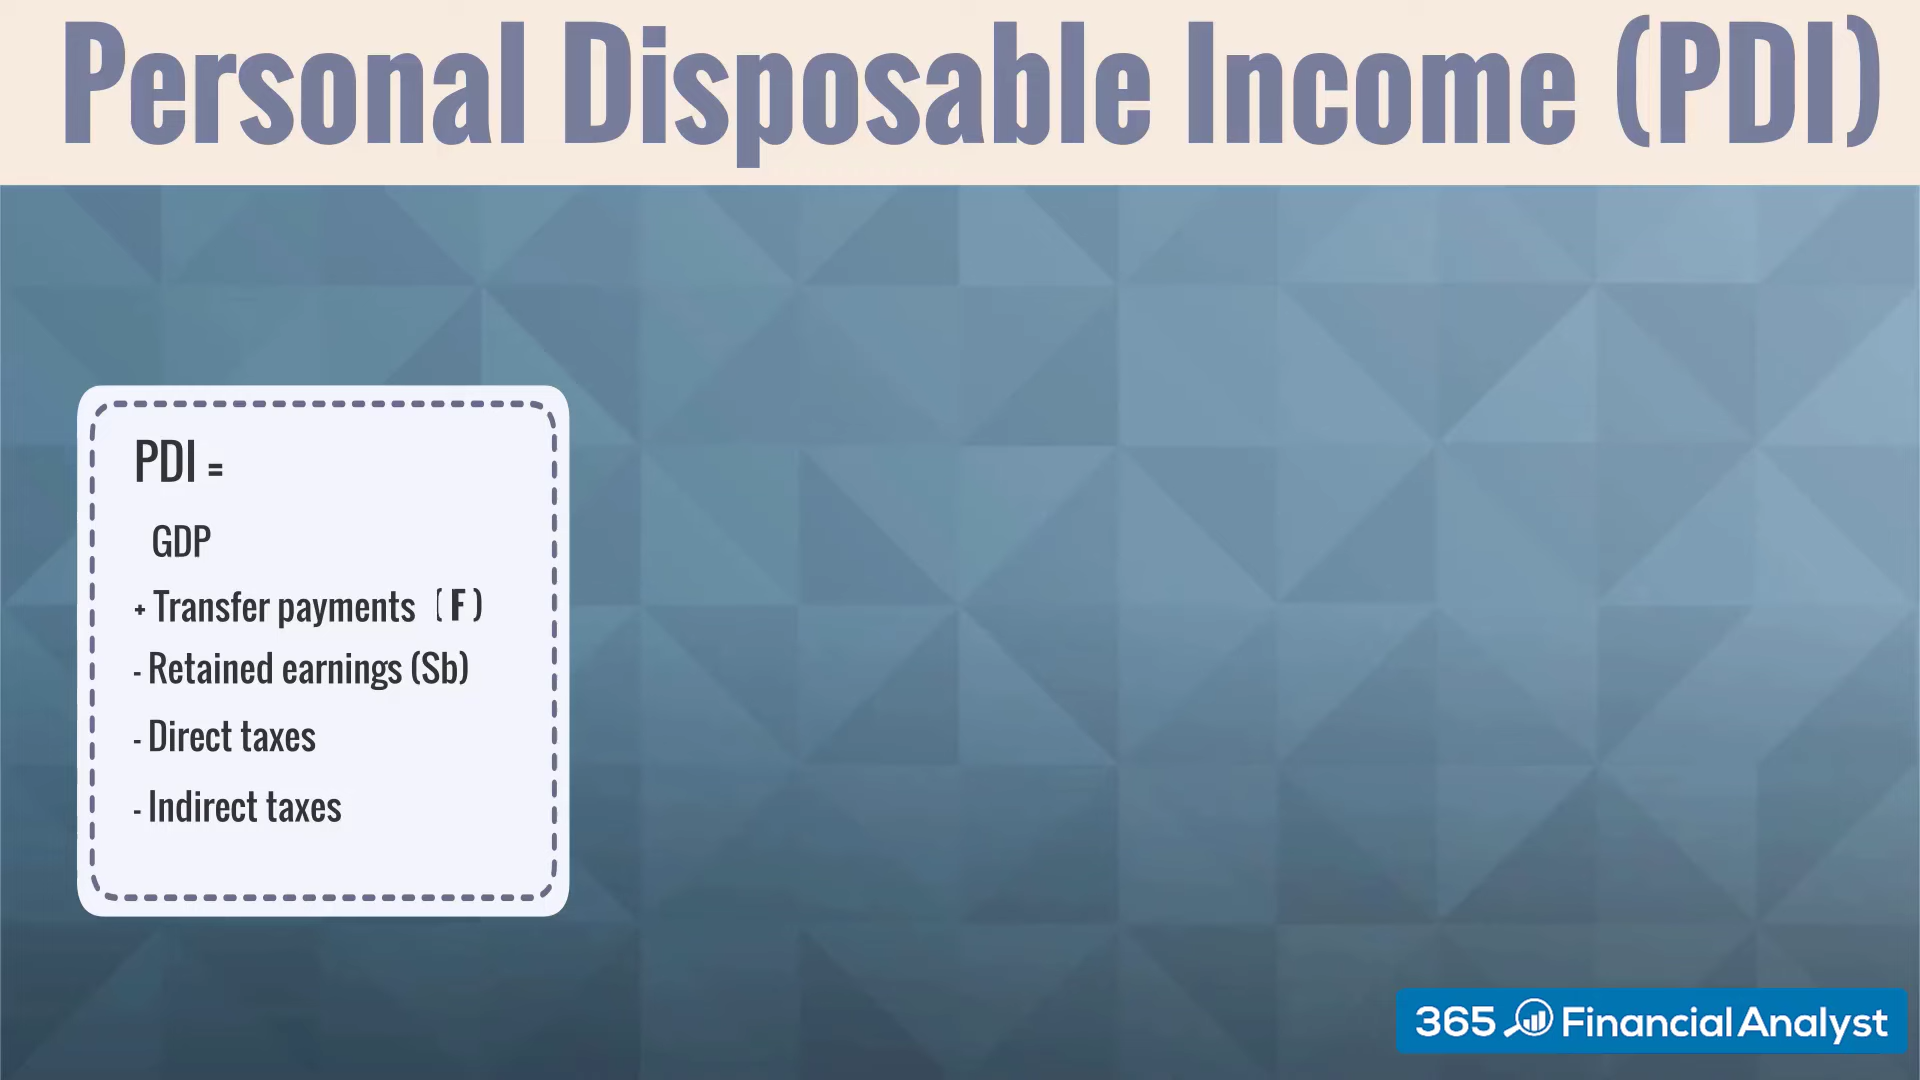 Personal Disposable Income (PDI)
PDI =
GDP
+ Transfer payments (F)
- Retained earnings (Sb)
- Direct taxes
- Indirect taxes
365 Financial Analyst